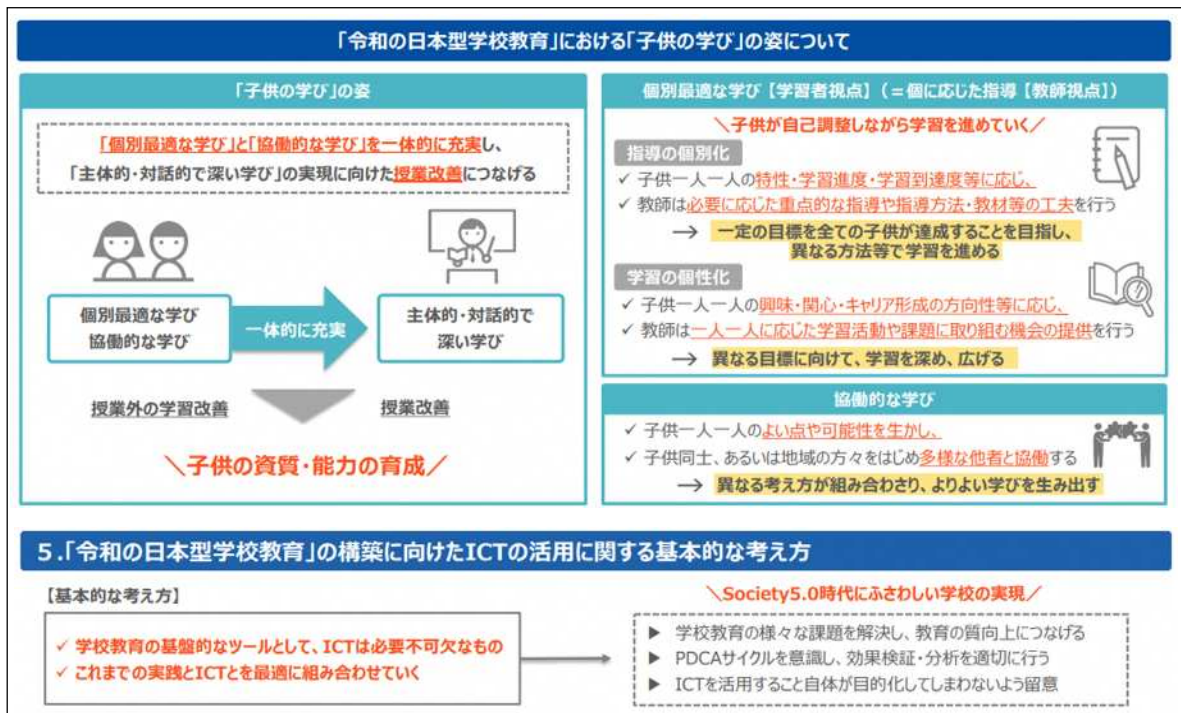 「令和の日本型学校教育」における「子供の学び」の姿について
「子供の学び」の姿
「個別最適な学び」と「協働的な学び」を一体的に充実し、
「主体的・対話的で深い学び」の実現に向けた授業改善につなげる
個別最適な学び
協働的な学び
一体的に充実
主体的・対話的で
深い学び
授業外の学習改善
授業改善
＼子供の資質・能力の育成／
個別最適な学び【学習者視点】(＝個に応じた指導【教師視点】)
＼子供が自己調整しながら学習を進めていく／
指導の個別化
✓ 子供一人一人の特性・学習進度・学習到達度等に応じ、
✓ 教師は必要に応じた重点的な指導や指導方法・教材等の工夫を行う
→ 一定の目標を全ての子供が達成することを目指し、
異なる方法等で学習を進める
学習の個性化
✓ 子供一人一人の興味・関心・キャリア形成の方向性等に応じ、
✓ 教師は一人一人に応じた学習活動や課題に取り組む機会の提供を行う
→ 異なる目標に向けて、学習を深め、広げる
協働的な学び
✓ 子供一人一人のよい点や可能性を生かし、
✓ 子供同士、あるいは地域の方々をはじめ多様な他者と協働する
→ 異なる考え方が組み合わさり、よりよい学びを生み出す
５.「令和の日本型学校教育」の構築に向けたICTの活用に関する基本的な考え方
【基本的な考え方】
✓ 学校教育の基盤的なツールとして、ICTは必要不可欠なもの
✓ これまでの実践とICTとを最適に組み合わせていく
＼Society5.0時代にふさわしい学校の実現／
▶ 学校教育の様々な課題を解決し、教育の質向上につなげる
▶ PDCAサイクルを意識し、効果検証・分析を適切に行う
▶ ICTを活用すること自体が目的化してしまわないよう留意